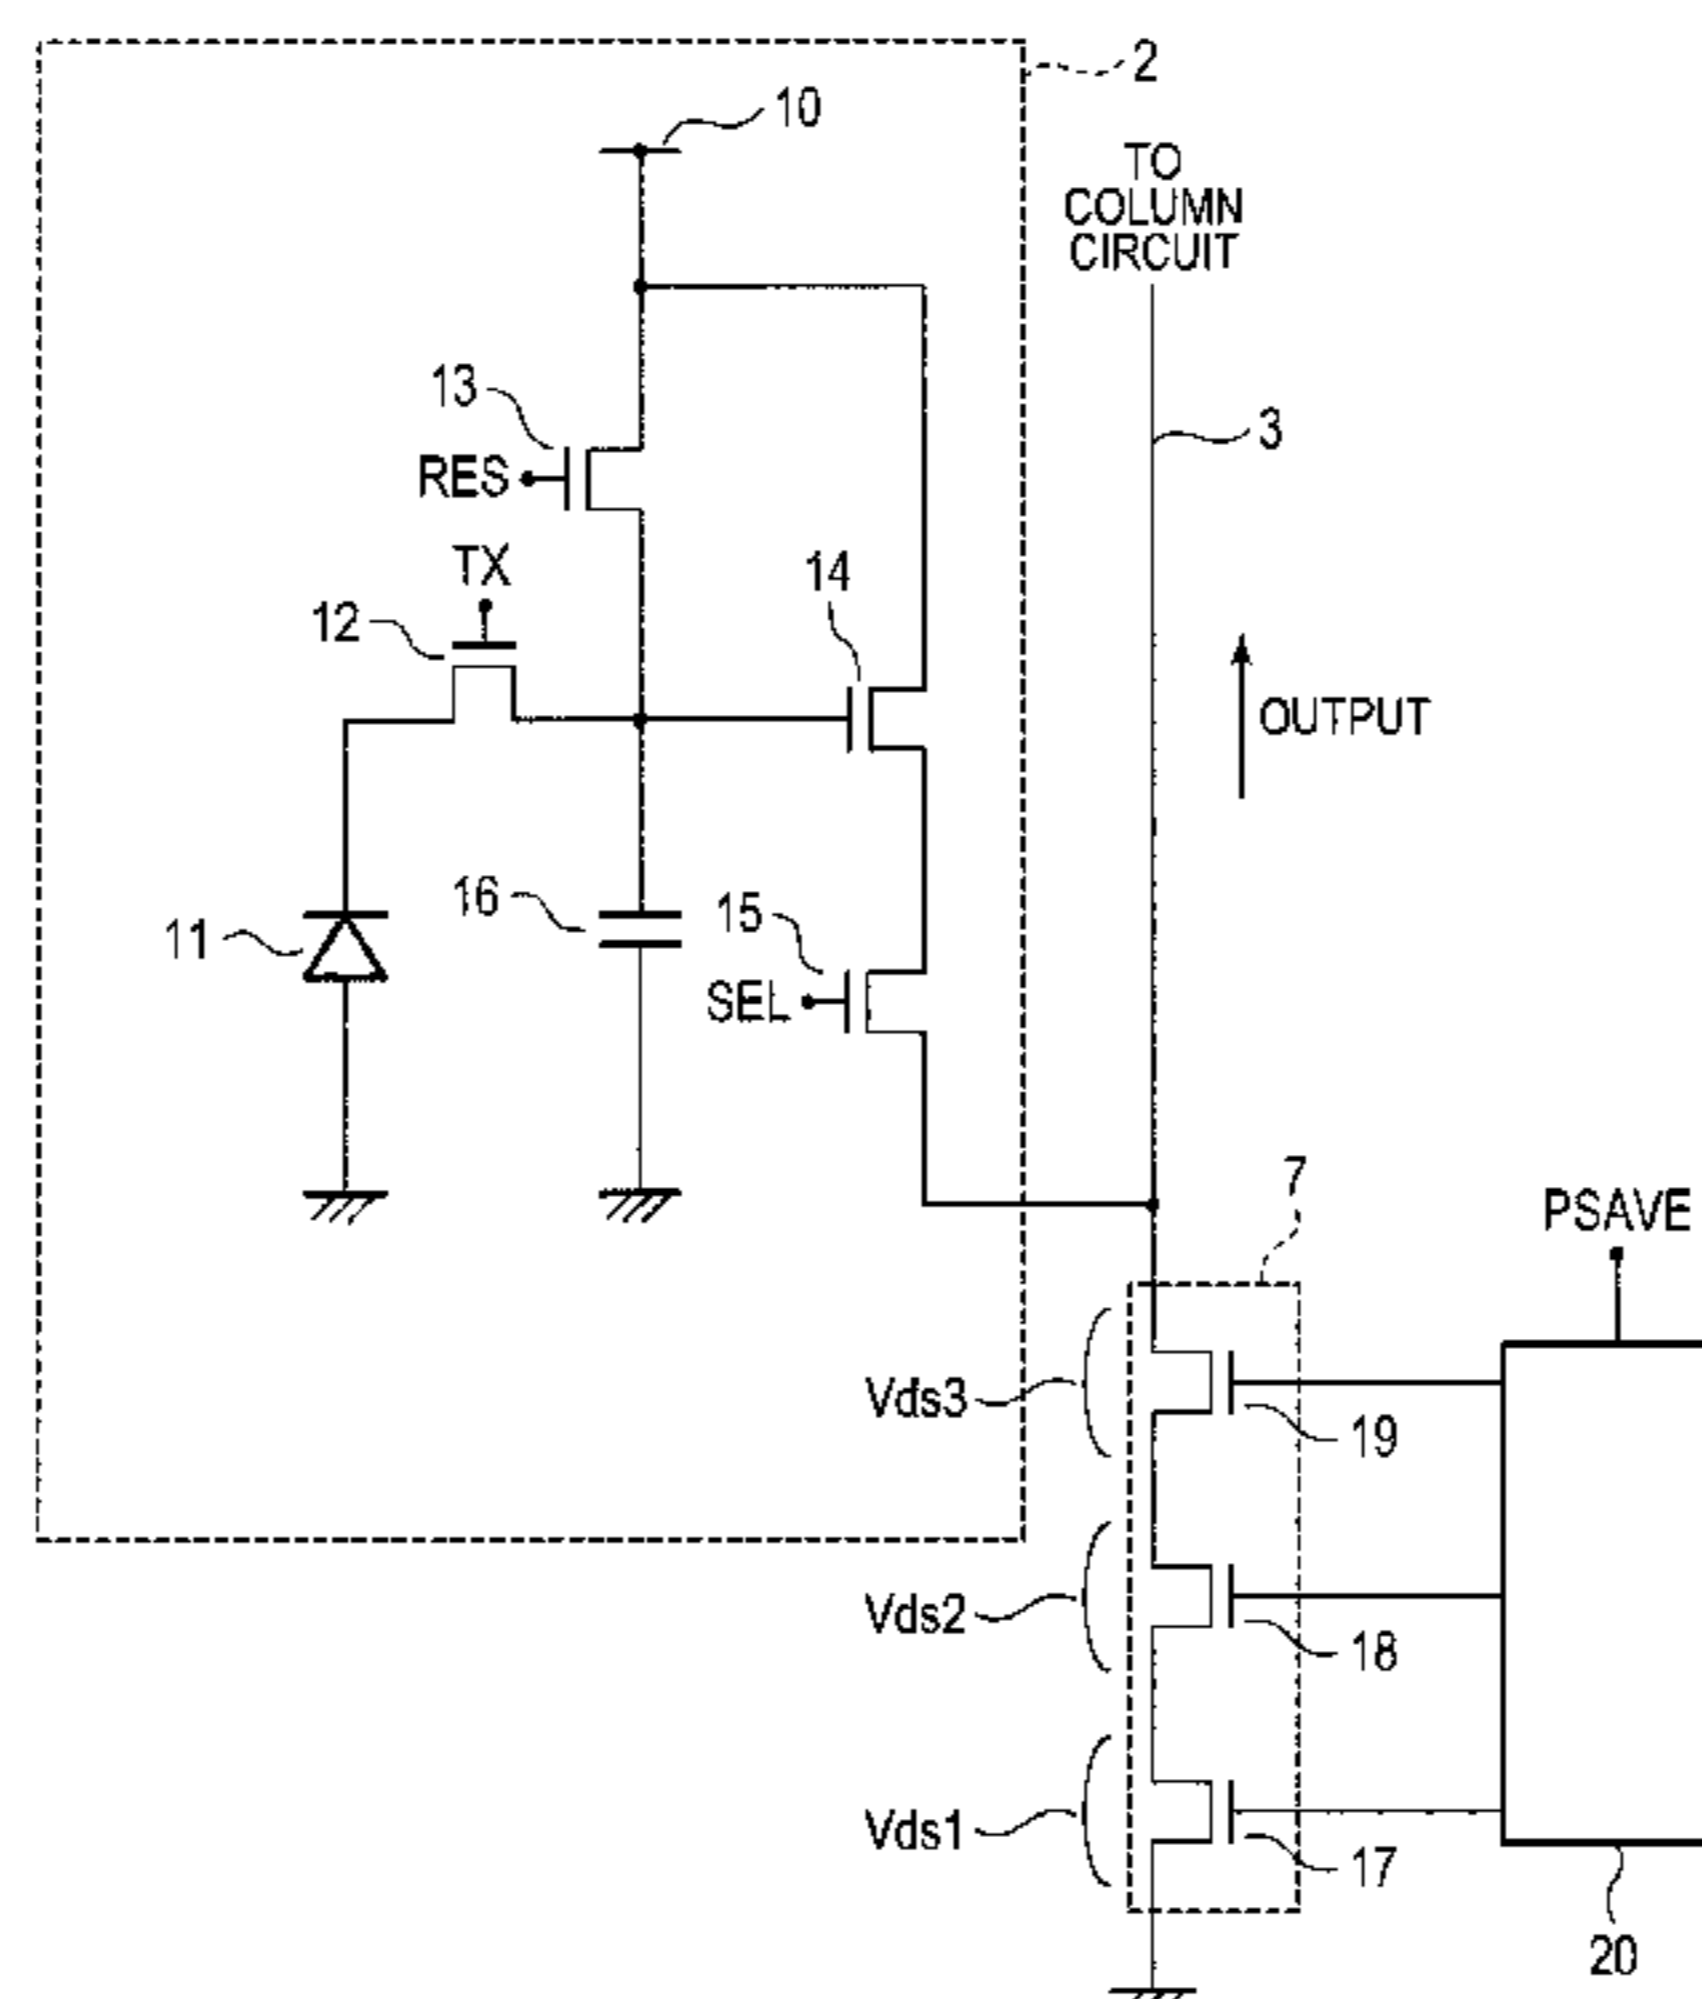 2
10
TO
COLUMN
CIRCUIT
13
3
RES
TX
14
12
OUTPUT
16
15
11
SEL
7
PSAVE
Vds3
19
Vds2
18
Vds1
17
20